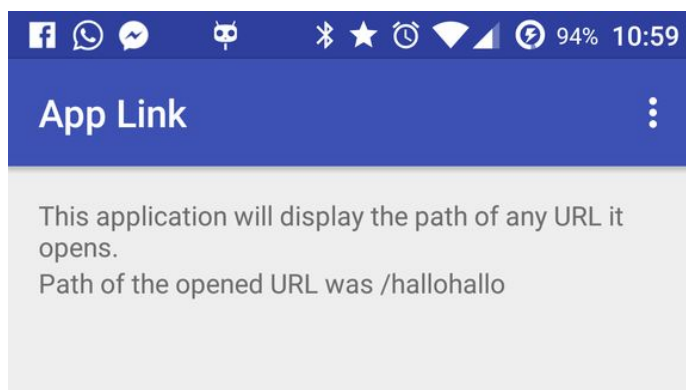 94% 10:59
App Link
This application will display the path of any URL it
opens.
Path of the opened URL was /hallohallo